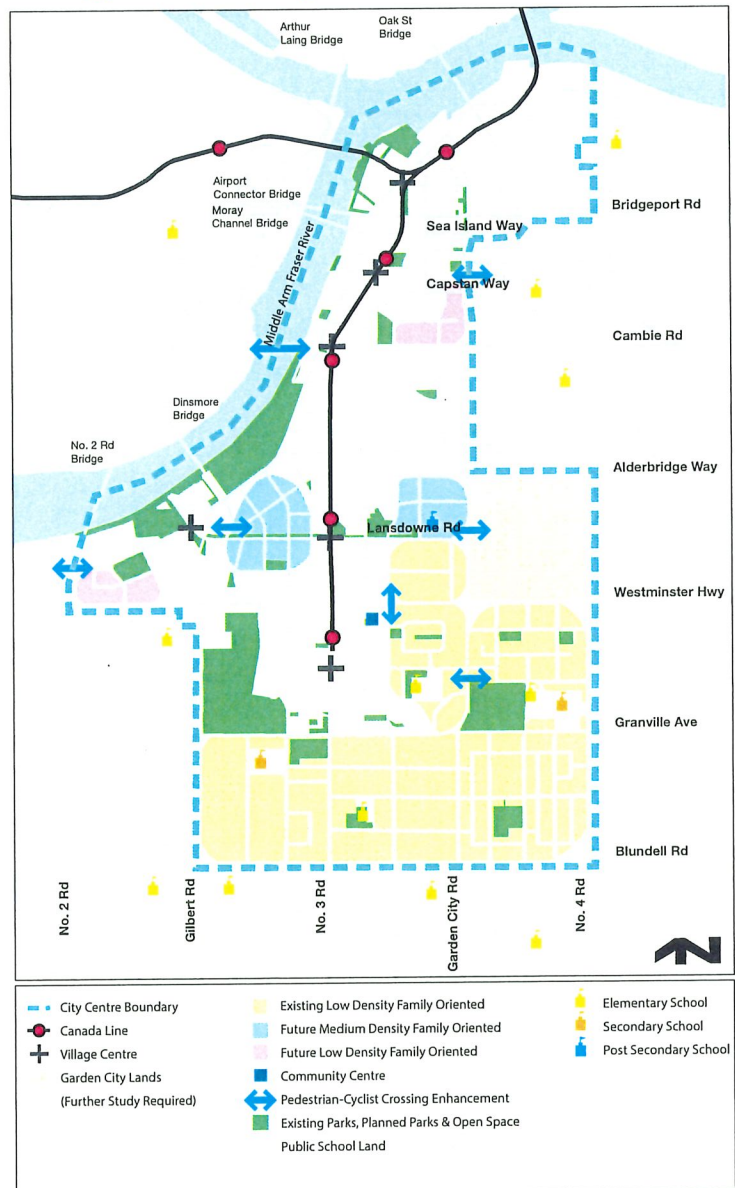 Arthur
Laing Bridge
Oak St
Bridge
Airport
Connector Bridge
Moray
Channel Bridge
Bridgeport Rd
Sea Island Way
Middle Arm Fraser River
Capstan Way
Cambie Rd
Dinsmore
Bridge
No. 2 Rd
Bridge
Alderbridge Way
Lansdowne Rd
Westminster Hwy
Granville Ave
Blundell Rd
No. 2 Rd
Gilbert Rd
No. 3 Rd
Garden City Rd
No. 4 Rd
City Centre Boundary
Canada Line
Village Centre
Garden City Lands
(Further Study Required)
Existing Low Density Family Oriented
Future Medium Density Family Oriented
Future Low Density Family Oriented
Community Centre
Pedestrian-Cyclist Crossing Enhancement
Existing Parks, Planned Parks & Open Space
Public School Land
Elementary School
Secondary School
Post Secondary School